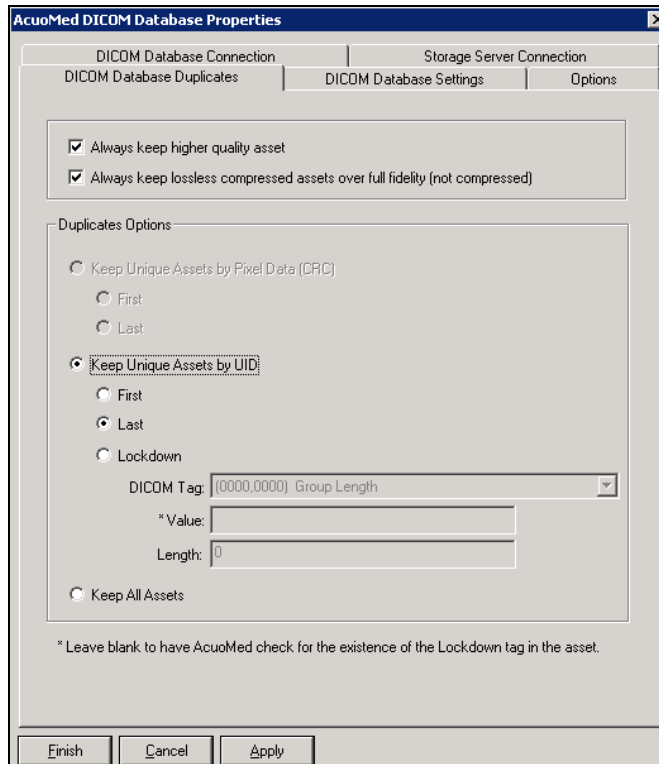 AcuoMed DICOM Database Properties
DICOM Database Connection
Storage Server Connection
DICOM Database Duplicates
DICOM Database Settings
Options
Always keep higher quality asset
Always keep lossless compressed assets over full fidelity (not compressed)
Duplicates Options
Keep Unique Assets by Pixel Data (CRC)
First
Last
Keep Unique Assets by UID
First
Last
Lockdown
DICOM Tag: (0000,0000) Group Length
* Value:
Length: 0
Keep All Assets
* Leave blank to have AcuoMed check for the existence of the Lockdown tag in the asset.
Finish
Cancel
Apply